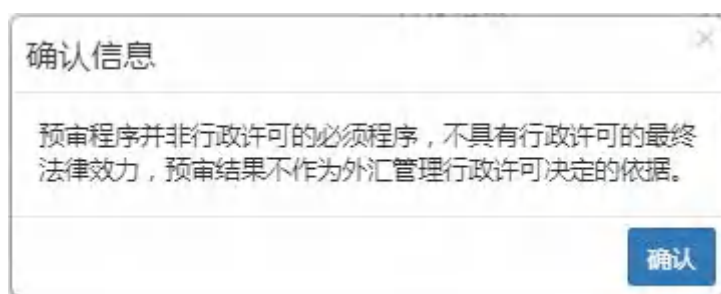 确认信息
×
预审程序并非行政许可的必须程序，不具有行政许可的最终
法律效力，预审结果不作为外汇管理行政许可决定的依据。
确认